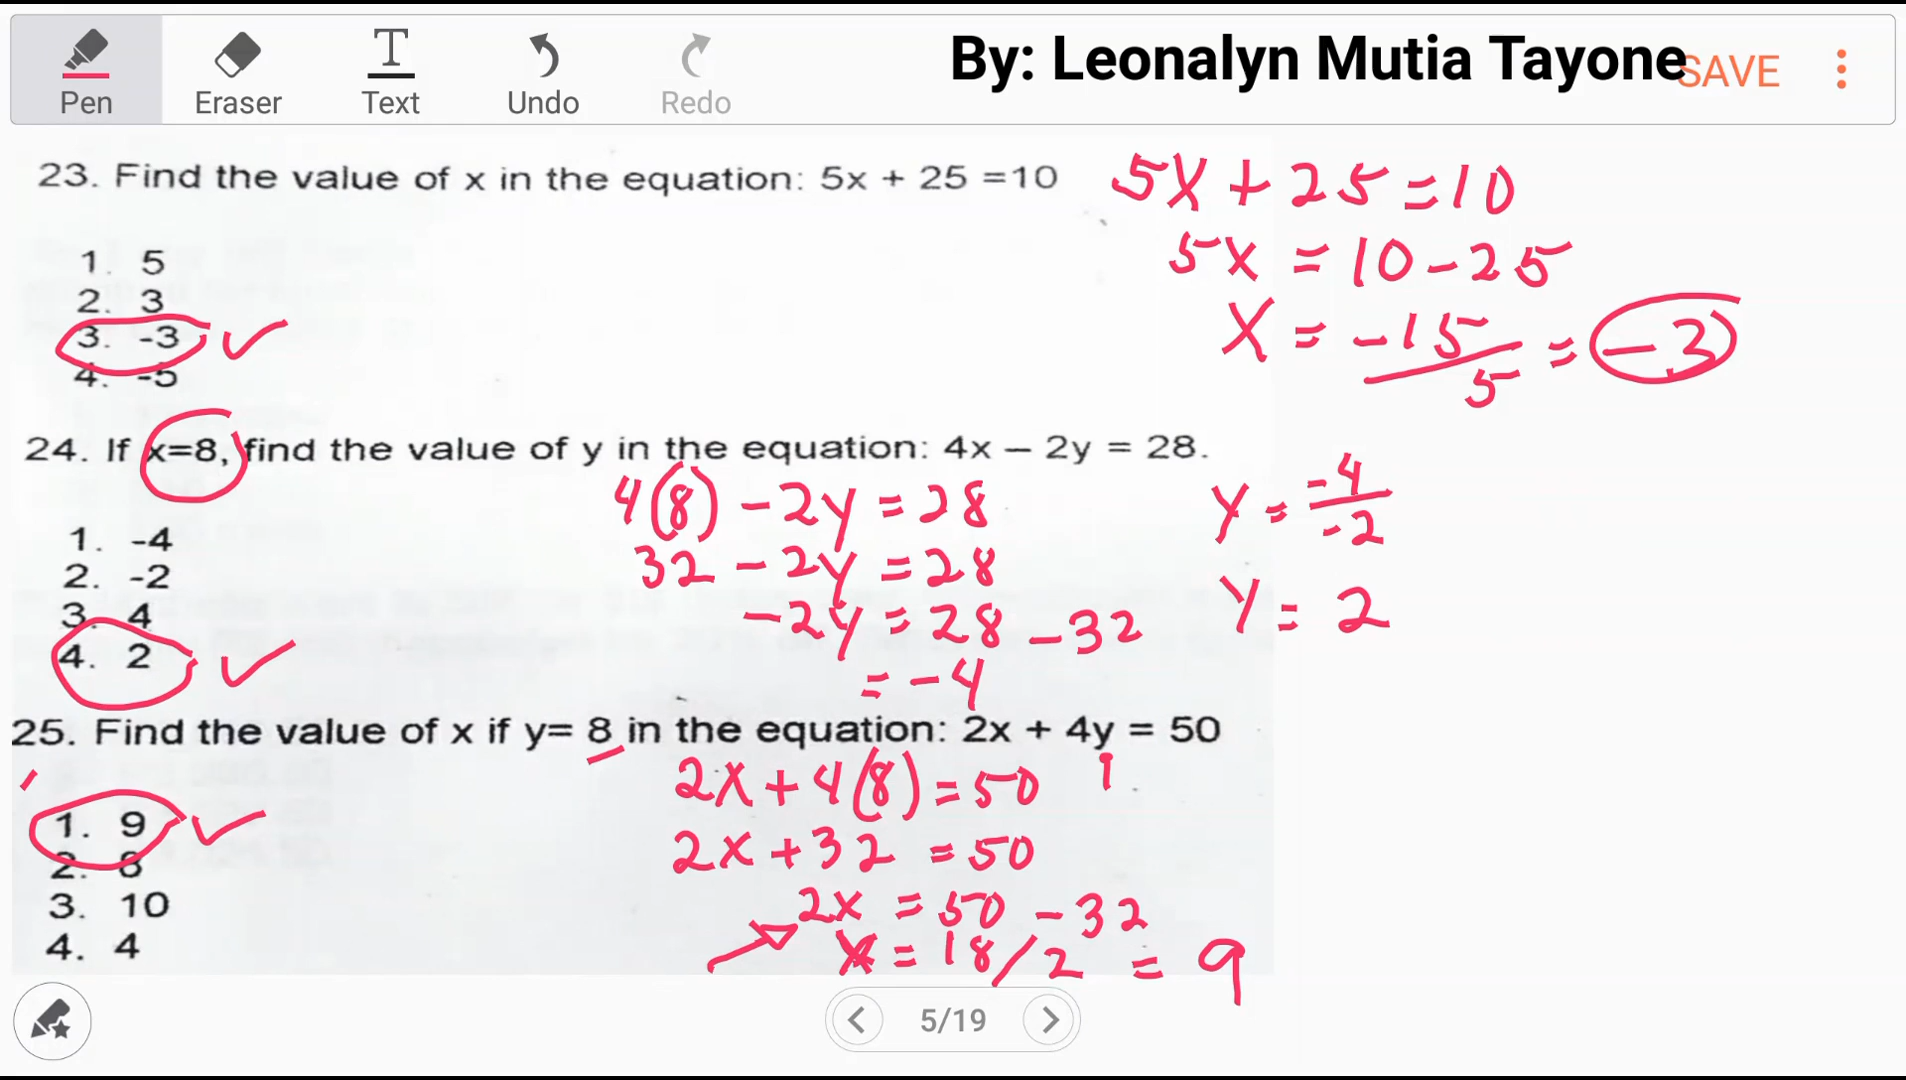 Pen
Eraser
Text
Undo
Redo
By: Leonalyn Mutia Tayone
SAVE
23. Find the value of x in the equation: 5x + 25 =10
5x + 25 = 10
5x = 10 - 25
x = -15/5 = -3
1. 5
2. 3
3. -3
4. -5
24. If x=8, find the value of y in the equation: 4x – 2y = 28.
4(8) - 2y = 28
32 - 2y = 28
-2y = 28 - 32
= -4
y = -4/-2
y = 2
1. -4
2. -2
3. 4
4. 2
25. Find the value of x if y= 8 in the equation: 2x + 4y = 50
2x + 4(8) = 50
2x + 32 = 50
2x = 50 - 32
x = 18/2 = 9
1. 9
2. 8
3. 10
4. 4
5/19